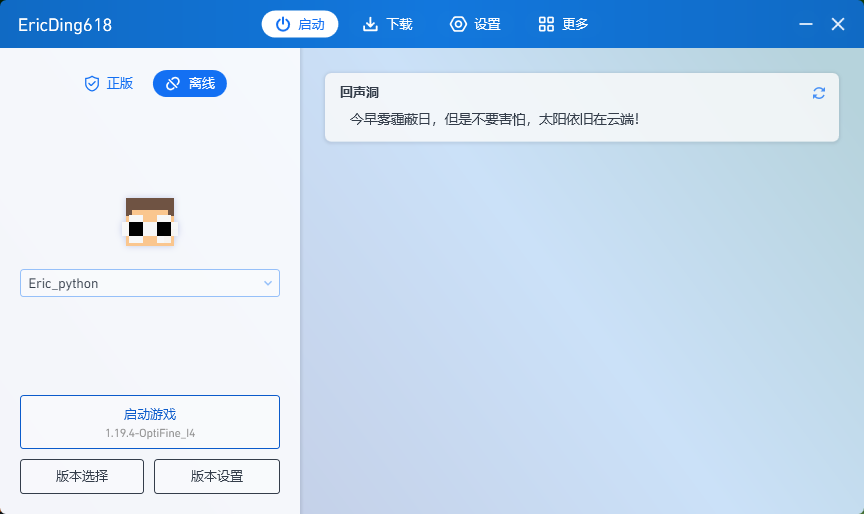 EricDing618
启动
下载
设置
更多
正版
离线
回声洞
今早雾霾蔽日，但是不要害怕，太阳依旧在云端！
Eric_python
启动游戏
1.19.4-OptiFine_I4
版本选择
版本设置